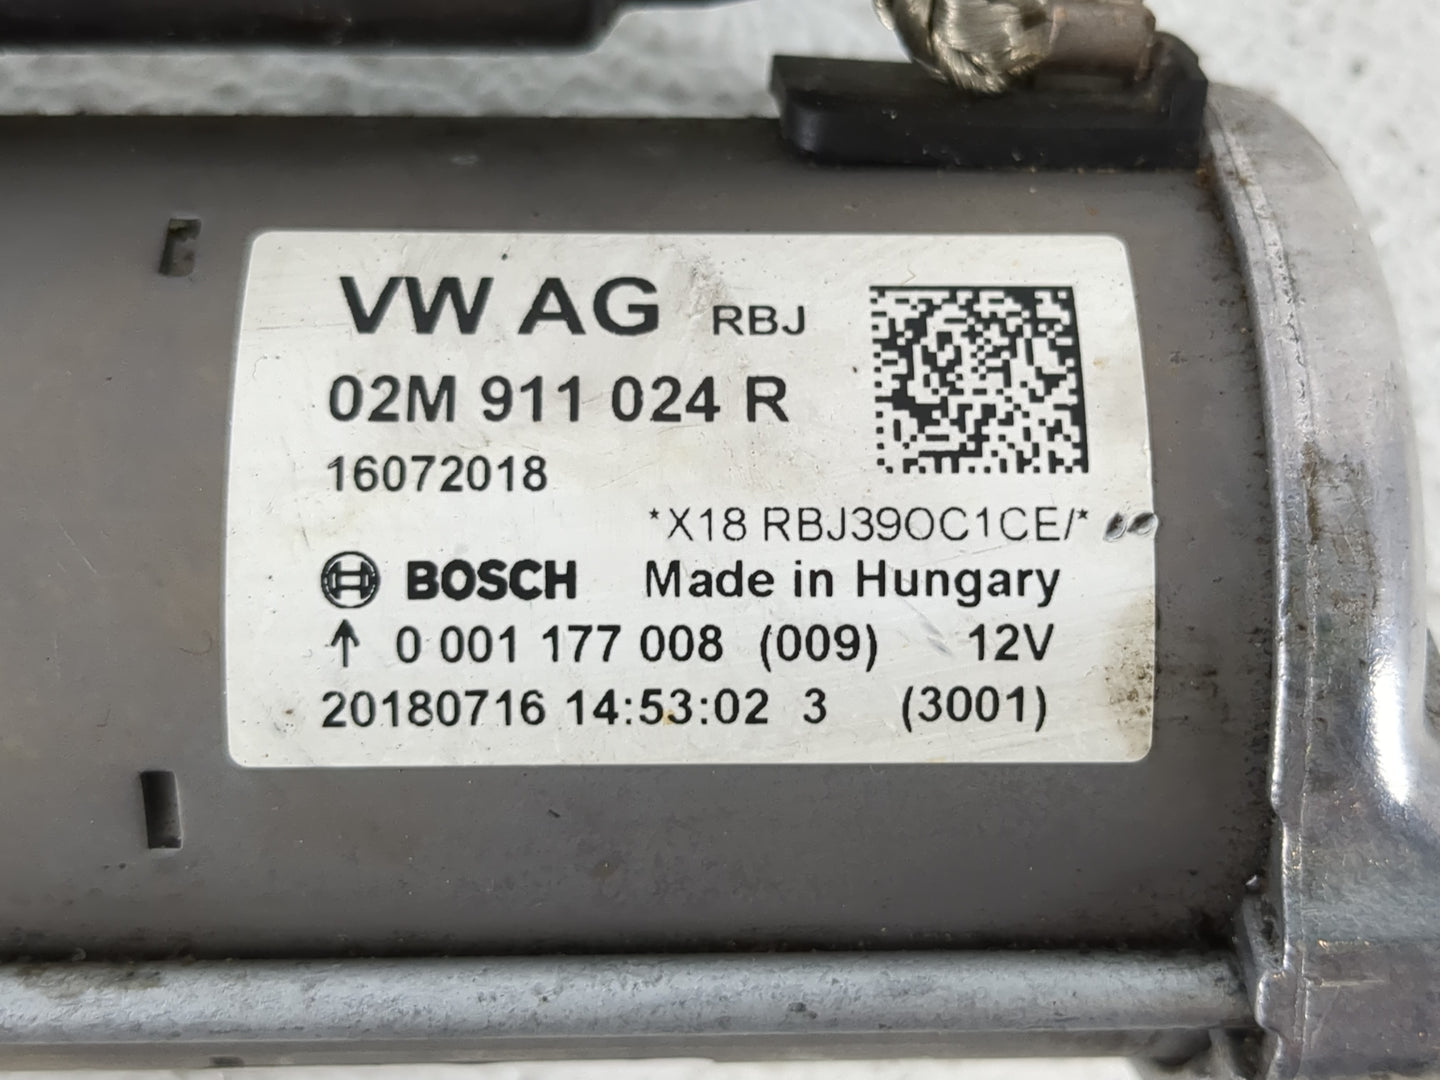 VW AG RBJ
02M 911 024 R
16072018
*X18 RBJ39OC1CE/*
BOSCH Made in Hungary
↑ 0 001 177 008 (009) 12V
20180716 14:53:02 3 (3001)